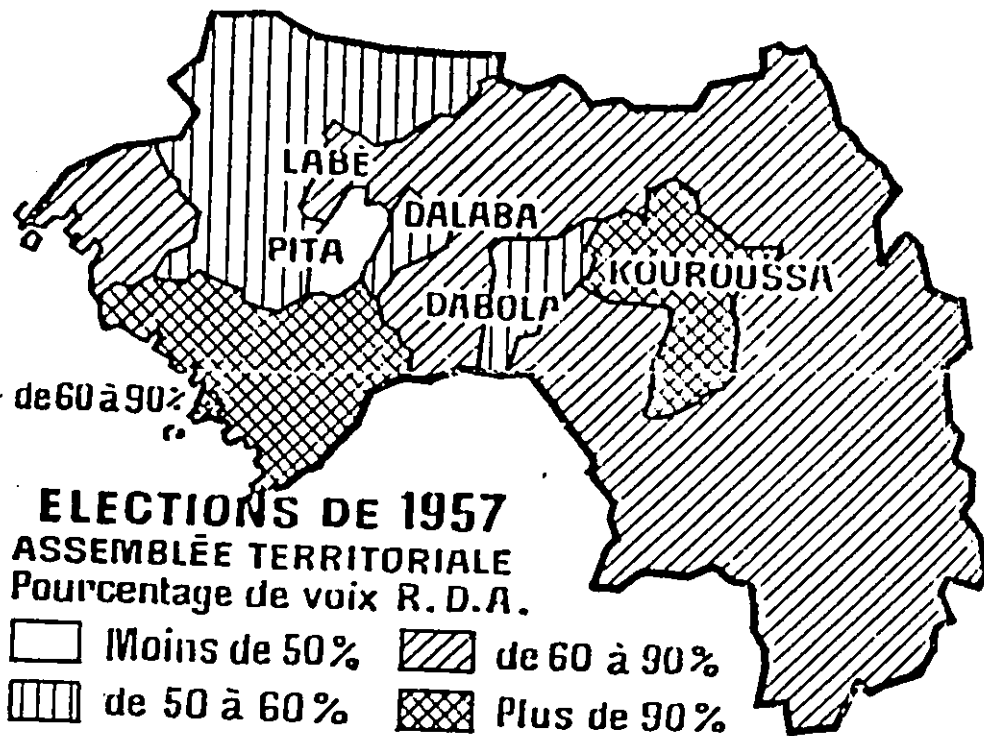 LABÉ
DALABA
PITA
KOUROUSSA
DABOLA
de 60 à 90%
ELECTIONS DE 1957
ASSEMBLÉE TERRITORIALE
Pourcentage de voix R.D.A.
Moins de 50% de 60 à 90%
de 50 à 60% Plus de 90%